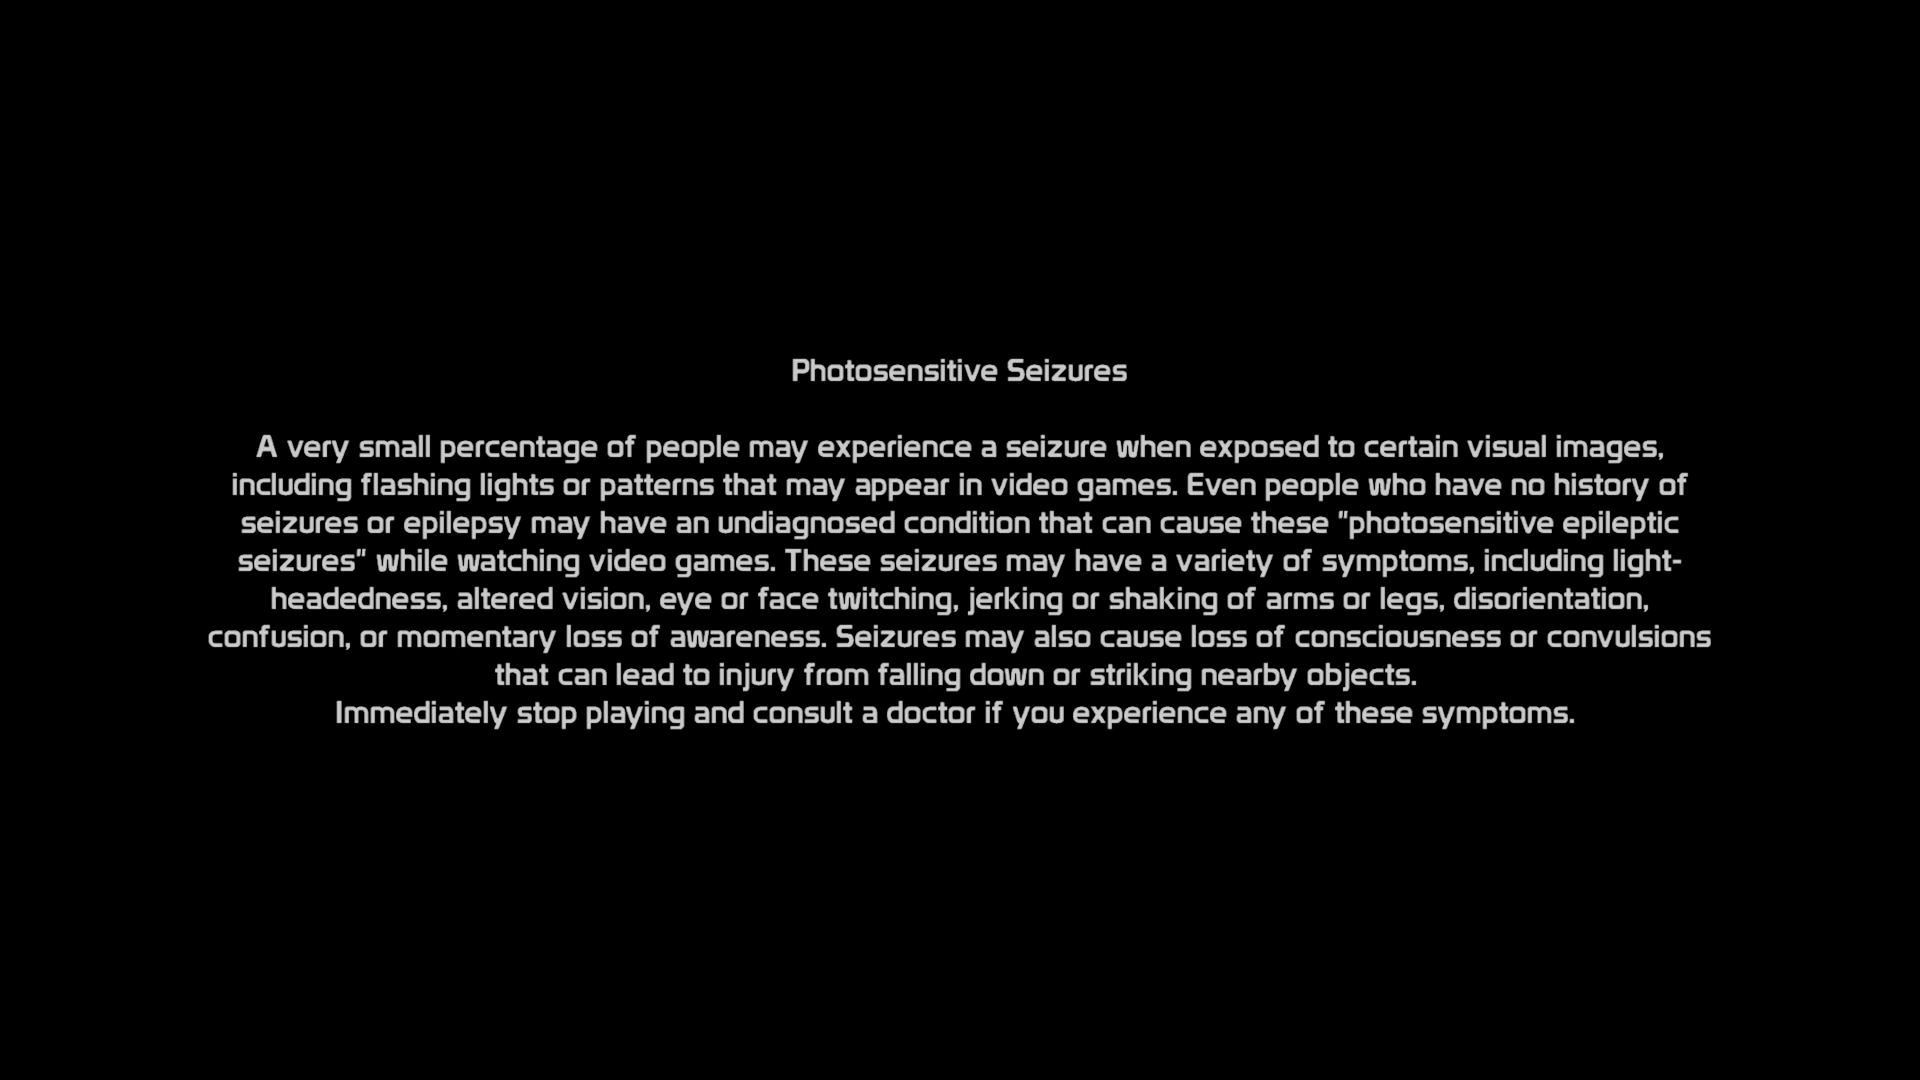 Photosensitive Seizures
A very small percentage of people may experience a seizure when exposed to certain visual images,
including flashing lights or patterns that may appear in video games. Even people who have no history of
seizures or epilepsy may have an undiagnosed condition that can cause these "photosensitive epileptic
seizures" while watching video games. These seizures may have a variety of symptoms, including light-
headedness, altered vision, eye or face twitching, jerking or shaking of arms or legs, disorientation,
confusion, or momentary loss of awareness. Seizures may also cause loss of consciousness or convulsions
that can lead to injury from falling down or striking nearby objects.
Immediately stop playing and consult a doctor if you experience any of these symptoms.